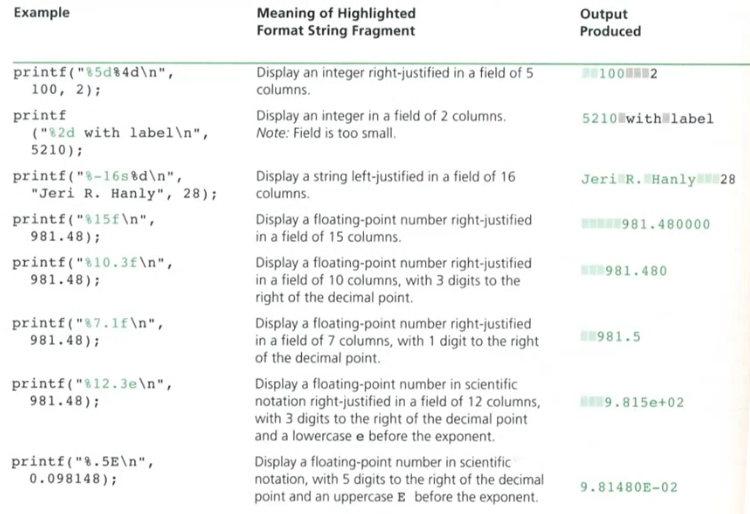 Example Meaning of Highlighted Output
Format String Fragment Produced
printf("%5d%4d\n", Display an integer right-justified in a field of 5 100 2
100, 2); columns.
printf Display an integer in a field of 2 columns. 5210 with label
("%2d with label\n", Note: Field is too small.
5210);
printf("%-16s%d\n", Display a string left-justified in a field of 16 Jeri R. Hanly 28
"Jeri R. Hanly", 28); columns.
printf("%15f\n", Display a floating-point number right-justified 981.480000
981.48); in a field of 15 columns.
printf("%10.3f\n", Display a floating-point number right-justified 981.480
981.48); in a field of 10 columns, with 3 digits to the
right of the decimal point.
printf("%7.1f\n", Display a floating-point number right-justified 981.5
981.48); in a field of 7 columns, with 1 digit to the right
of the decimal point.
printf("%12.3e\n", Display a floating-point number in scientific 9.815e+02
981.48); notation right-justified in a field of 12 columns,
with 3 digits to the right of the decimal point
and a lowercase e before the exponent.
printf("%.5E\n", Display a floating-point number in scientific
0.098148); notation, with 5 digits to the right of the decimal 9.81480E-02
point and an uppercase E before the exponent.